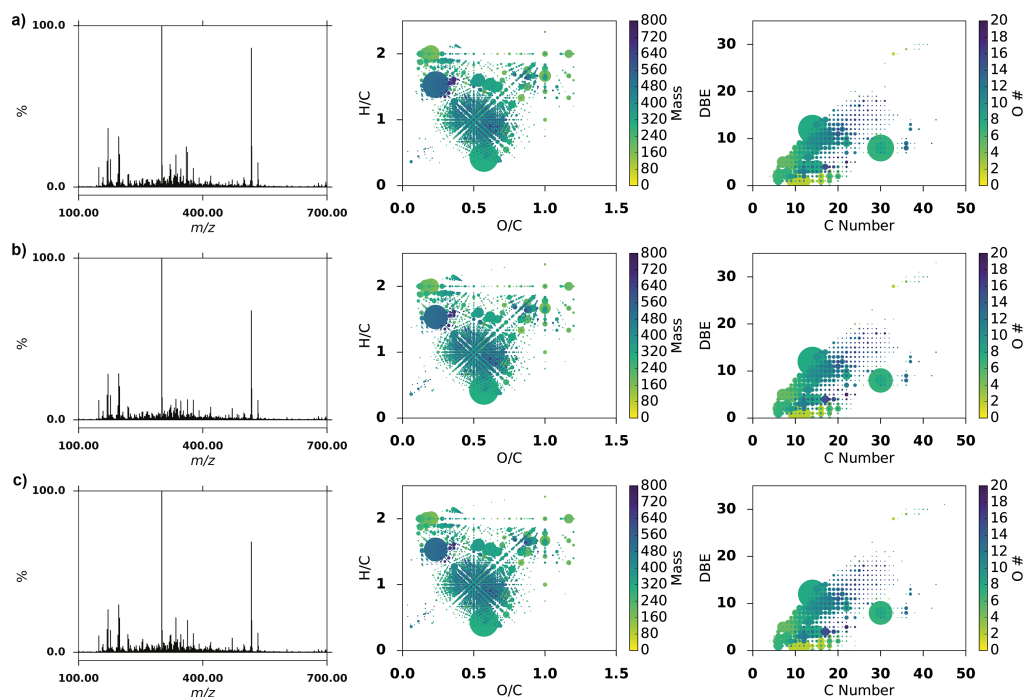 a)
100.0
%
0.0
100.00 400.00 700.00
m/z
2
1
0
H/C
0.0 0.5 1.0 1.5
O/C
800
720
640
560
480
400
320
240
160
80
0
Mass
30
20
10
0
DBE
0 10 20 30 40 50
C Number
20
18
16
14
12
10
8
6
4
2
0
O #
b)
100.0
%
0.0
100.00 400.00 700.00
m/z
2
1
0
H/C
0.0 0.5 1.0 1.5
O/C
800
720
640
560
480
400
320
240
160
80
0
Mass
30
20
10
0
DBE
0 10 20 30 40 50
C Number
20
18
16
14
12
10
8
6
4
2
0
O #
c)
100.0
%
0.0
100.00 400.00 700.00
m/z
2
1
0
H/C
0.0 0.5 1.0 1.5
O/C
800
720
640
560
480
400
320
240
160
80
0
Mass
30
20
10
0
DBE
0 10 20 30 40 50
C Number
20
18
16
14
12
10
8
6
4
2
0
O #